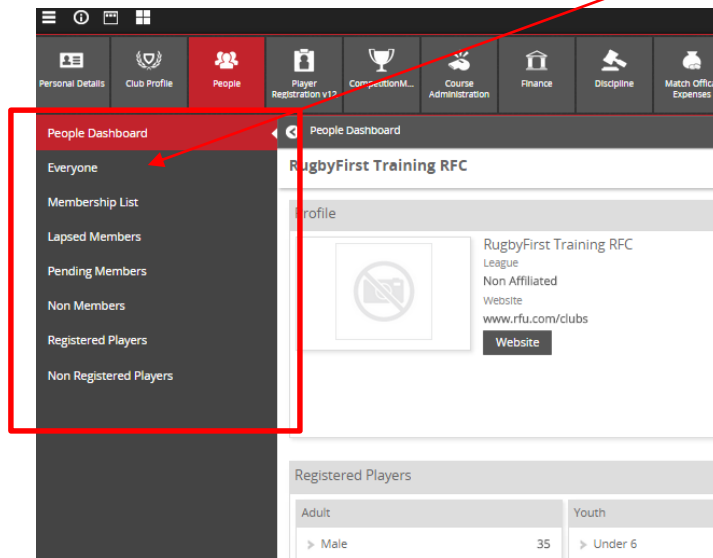 Personal Details
Club Profile
People
Player
Registration v12
CompetitionM...
Course
Administration
Finance
Discipline
Match Offic
Expenses
People Dashboard
Everyone
Membership List
Lapsed Members
Pending Members
Non Members
Registered Players
Non Registered Players
People Dashboard
RugbyFirst Training RFC
Profile
RugbyFirst Training RFC
League
Non Affiliated
Website
www.rfu.com/clubs
Website
Registered Players
Adult
Youth
Male 35
Under 6